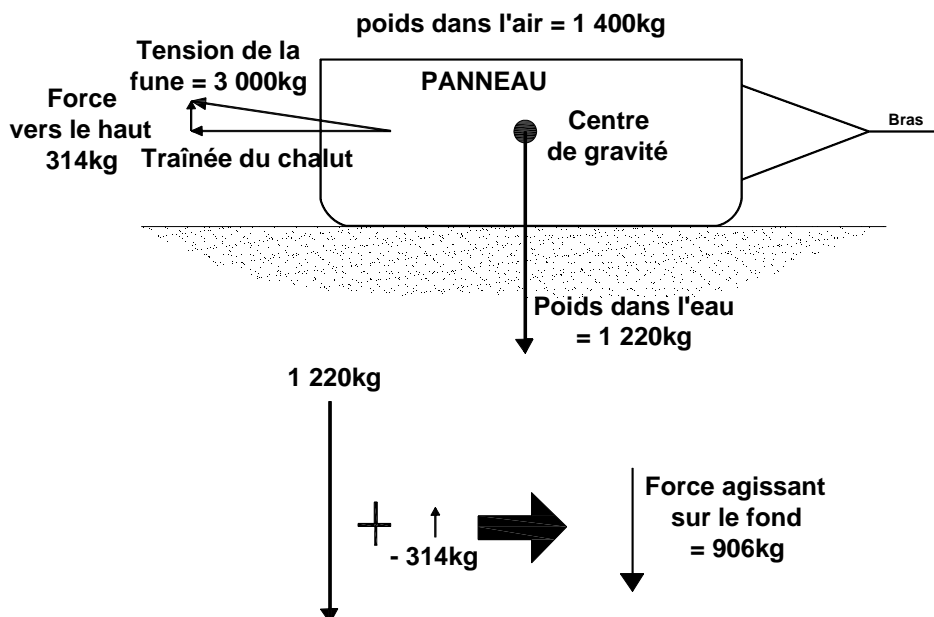 poids dans l'air = 1 400kg
Tension de la
fune = 3 000kg
PANNEAU
Force
vers le haut
314kg
Traînée du chalut
Centre
de gravité
Bras
Poids dans l'eau
= 1 220kg
1 220kg
+
- 314kg
Force agissant
sur le fond
= 906kg